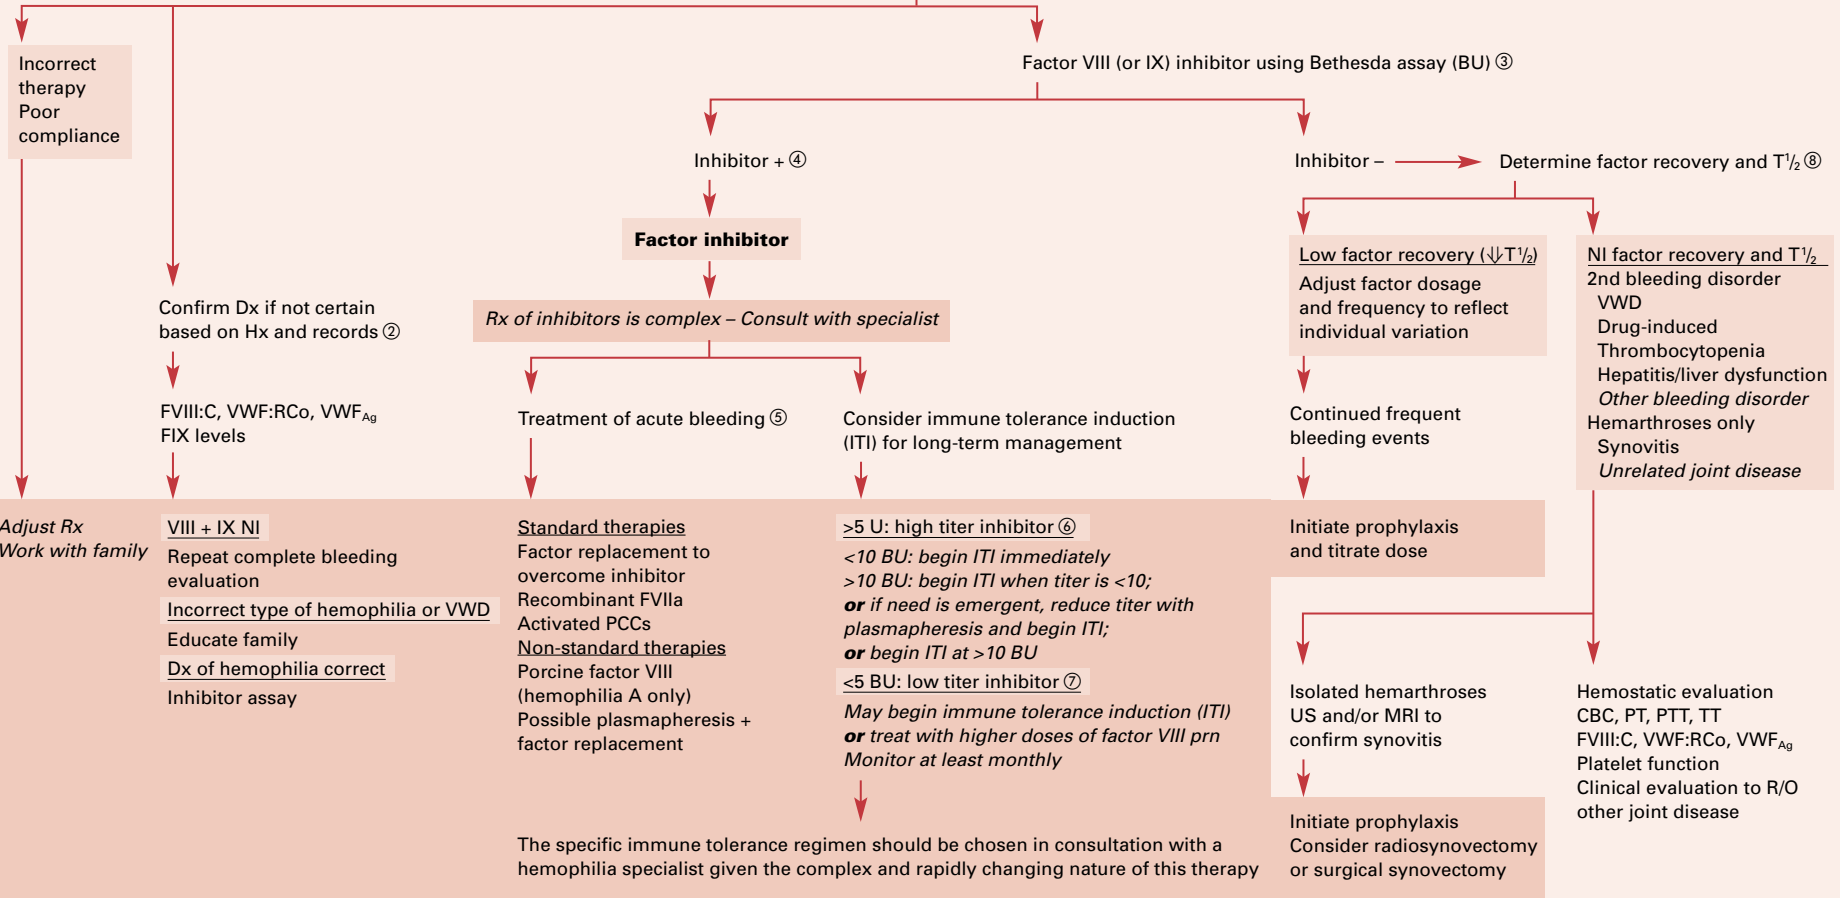 Incorrect
therapy
Poor
compliance
Factor VIII (or IX) inhibitor using Bethesda assay (BU) ③
Inhibitor + ④
Inhibitor –
Determine factor recovery and T½ ⑧
Factor inhibitor
Rx of inhibitors is complex – Consult with specialist
Low factor recovery (⇓T½)
Adjust factor dosage
and frequency to reflect
individual variation
Nl factor recovery and T½
2nd bleeding disorder
VWD
Drug-induced
Thrombocytopenia
Hepatitis/liver dysfunction
Other bleeding disorder
Hemarthroses only
Synovitis
Unrelated joint disease
Confirm Dx if not certain
based on Hx and records ②
FVIII:C, VWF:RCo, VWFAg
FIX levels
Treatment of acute bleeding ⑤
Consider immune tolerance induction
(ITI) for long-term management
Continued frequent
bleeding events
Adjust Rx
Work with family
VIII + IX Nl
Repeat complete bleeding
evaluation
Incorrect type of hemophilia or VWD
Educate family
Dx of hemophilia correct
Inhibitor assay
Standard therapies
Factor replacement to
overcome inhibitor
Recombinant FVIIa
Activated PCCs
Non-standard therapies
Porcine factor VIII
(hemophilia A only)
Possible plasmapheresis +
factor replacement
>5 U: high titer inhibitor ⑥
<10 BU: begin ITI immediately
>10 BU: begin ITI when titer is <10;
or if need is emergent, reduce titer with
plasmapheresis and begin ITI;
or begin ITI at >10 BU
<5 BU: low titer inhibitor ⑦
May begin immune tolerance induction (ITI)
or treat with higher doses of factor VIII prn
Monitor at least monthly
The specific immune tolerance regimen should be chosen in consultation with a
hemophilia specialist given the complex and rapidly changing nature of this therapy
Initiate prophylaxis
and titrate dose
Isolated hemarthroses
US and/or MRI to
confirm synovitis
Initiate prophylaxis
Consider radiosynovectomy
or surgical synovectomy
Hemostatic evaluation
CBC, PT, PTT, TT
FVIII:C, VWF:RCo, VWFAg
Platelet function
Clinical evaluation to R/O
other joint disease